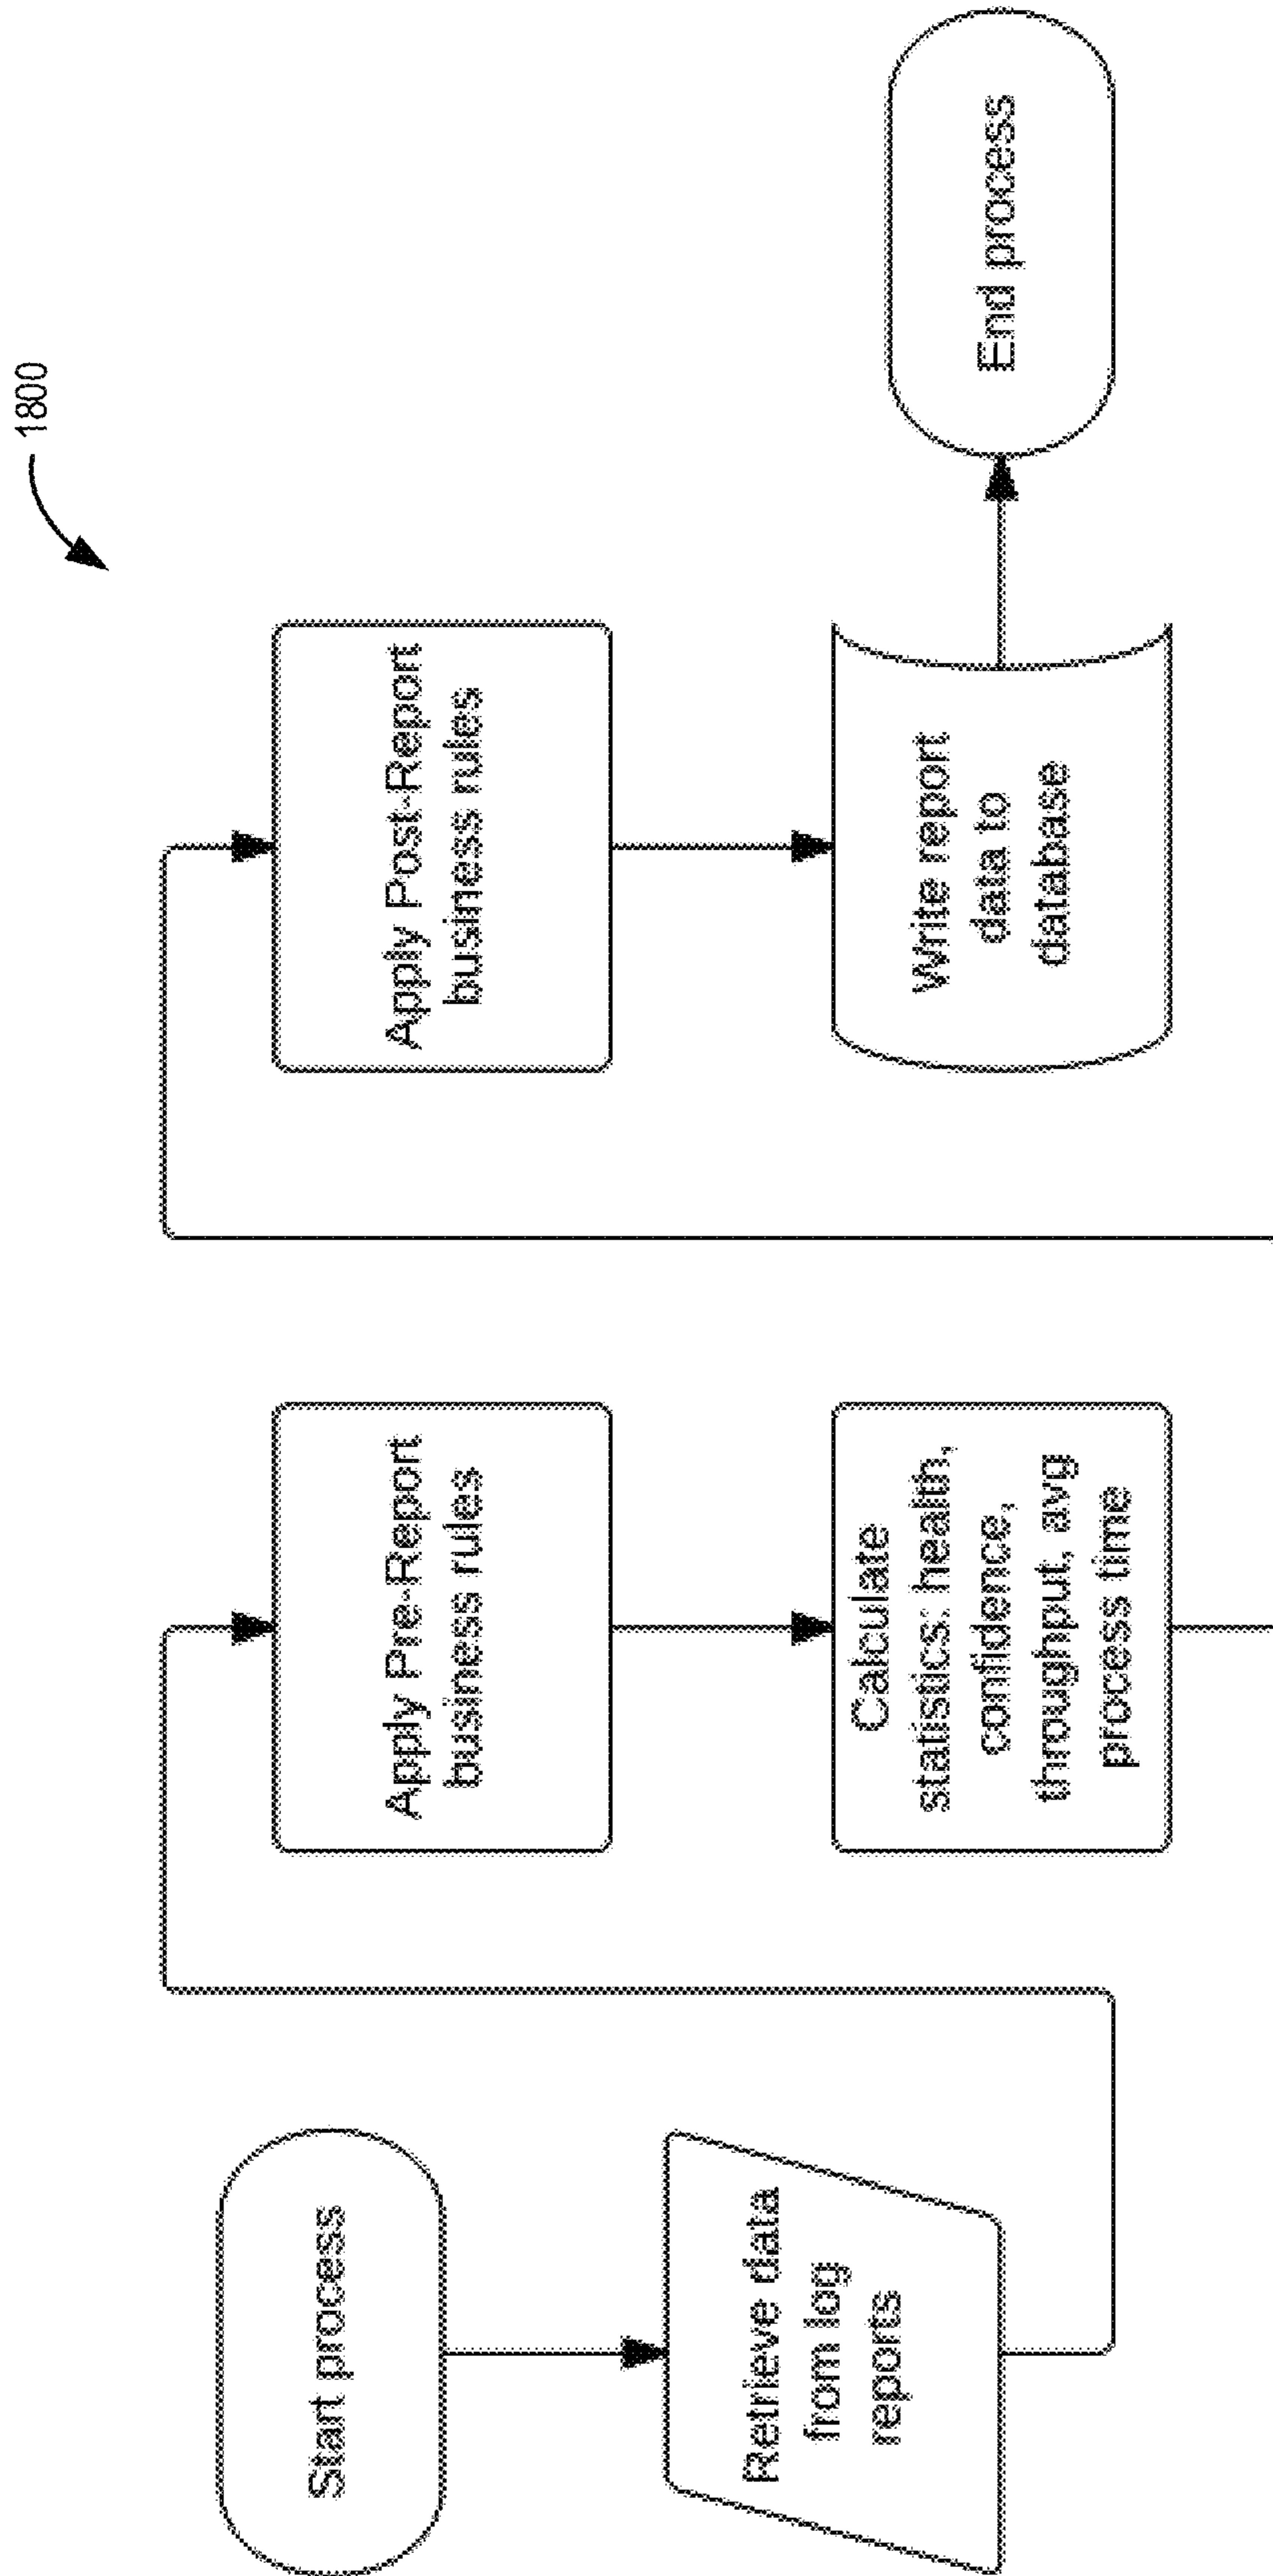 1800
Start process
Retrieve data
from log
reports
Apply Pre-Report
business rules
Calculate
statistics: health,
confidence,
throughput, avg
process time
Apply Post-Report
business rules
Write report
data to
database
End process